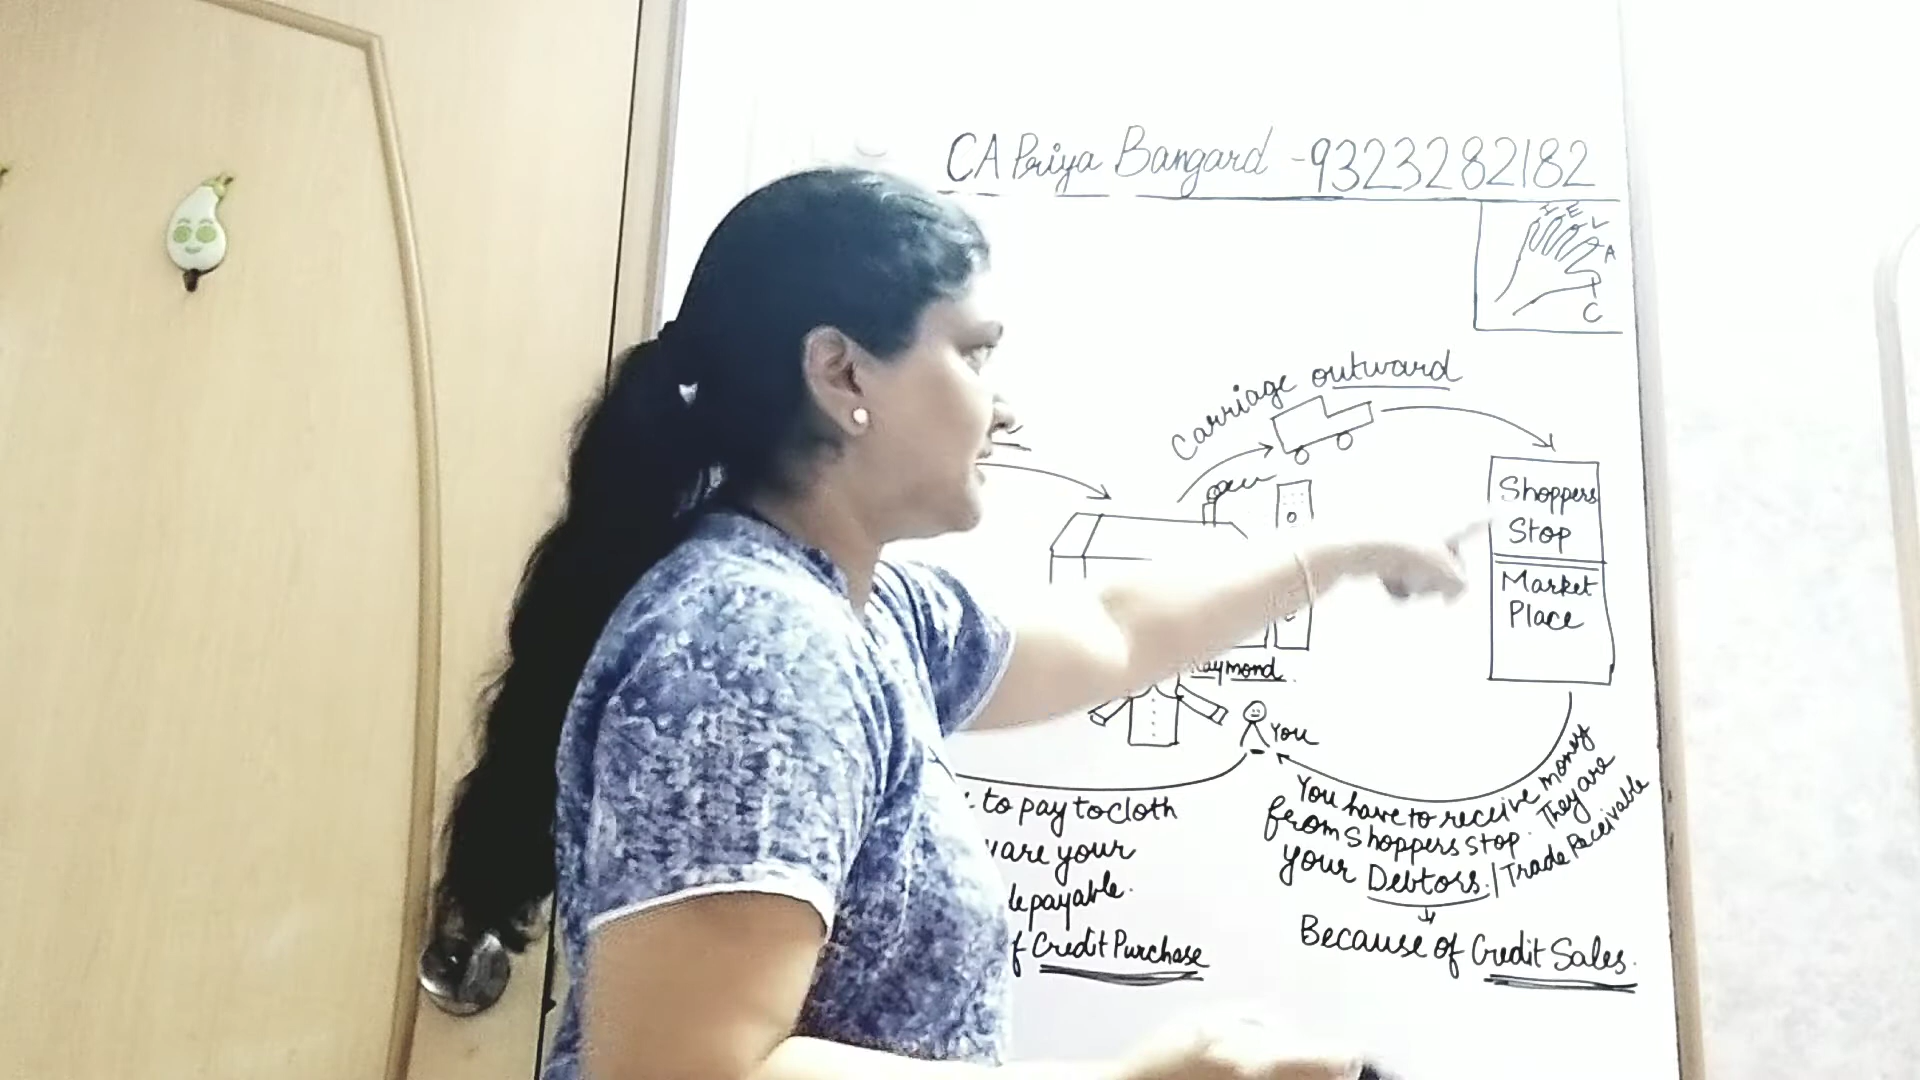 CA Priya Bangard - 9323282182
I E L A C
Carriage outward
Shoppers
Stop
Market
Place
Raymond
You
to pay to cloth
are your
payable.
Credit Purchase
You have to receive money
from Shoppers Stop. They are
your Debtors / Trade Receivable
Because of Credit Sales.